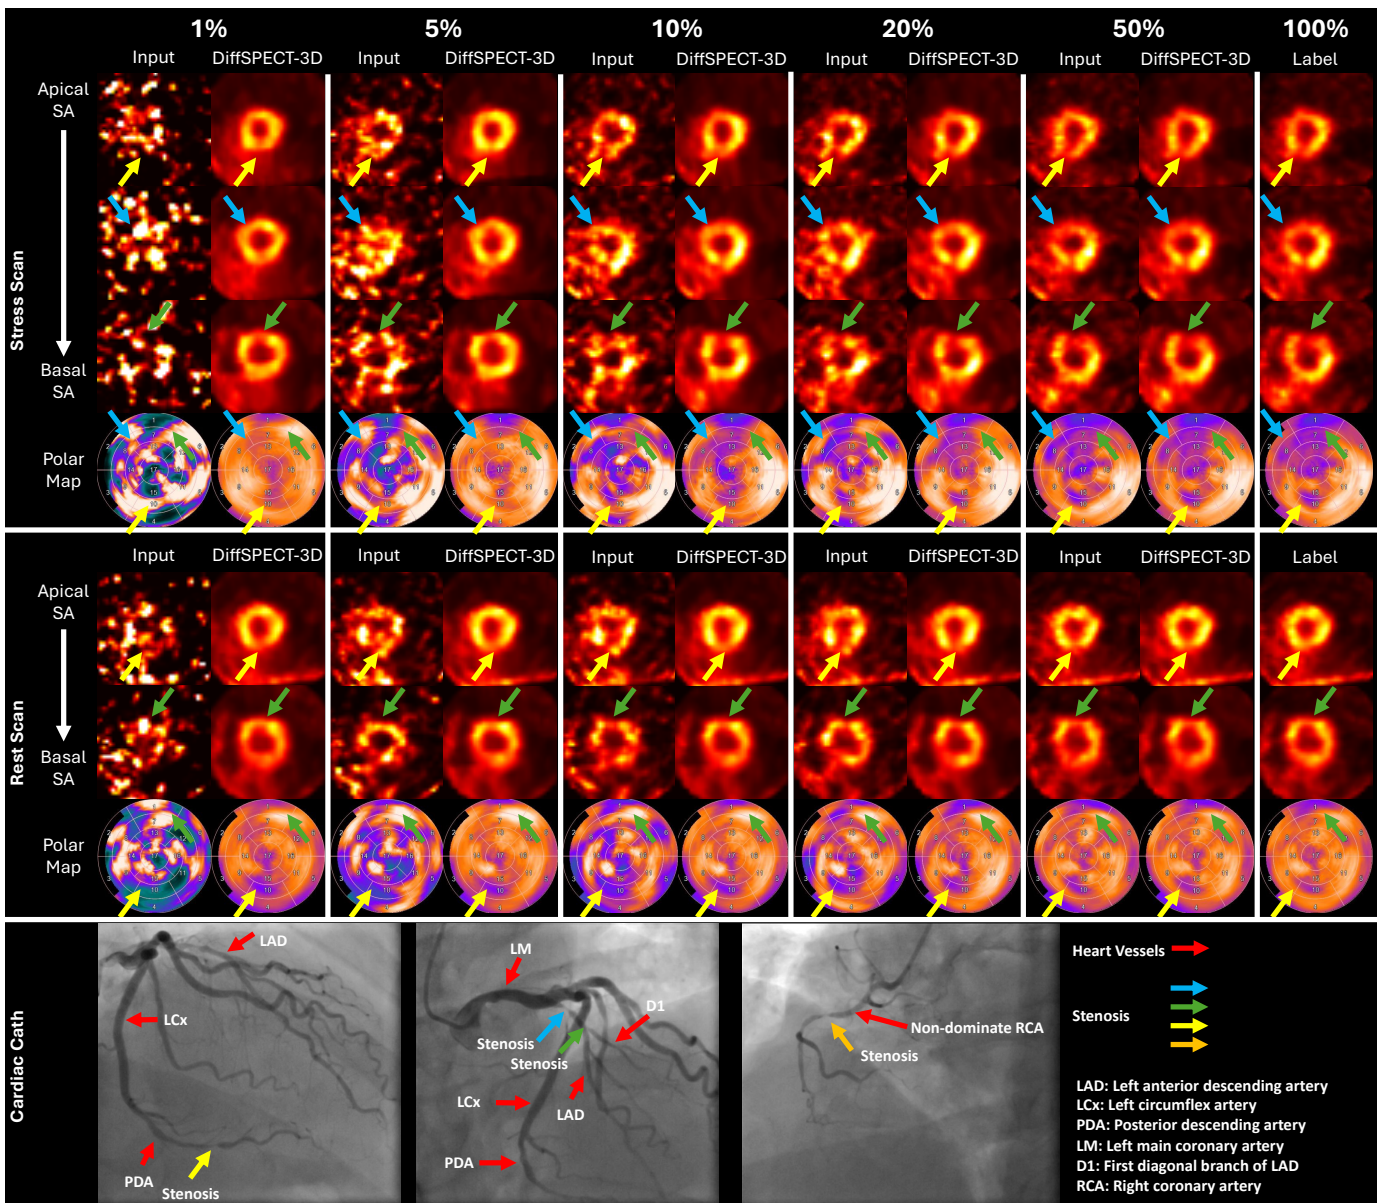 1% 5% 10% 20% 50% 100%
Input DiffSPECT-3D Input DiffSPECT-3D Input DiffSPECT-3D Input DiffSPECT-3D Input DiffSPECT-3D Label
Stress Scan
Apical
SA
Basal
SA
Polar
Map
Input DiffSPECT-3D Input DiffSPECT-3D Input DiffSPECT-3D Input DiffSPECT-3D Input DiffSPECT-3D Label
Rest Scan
Apical
SA
Basal
SA
Polar
Map
Cardiac Cath
LAD
LCx
PDA
Stenosis
LM
D1
Stenosis
Stenosis
LCx
LAD
PDA
Non-dominate RCA
Stenosis
Heart Vessels
Stenosis
LAD: Left anterior descending artery
LCx: Left circumflex artery
PDA: Posterior descending artery
LM: Left main coronary artery
D1: First diagonal branch of LAD
RCA: Right coronary artery